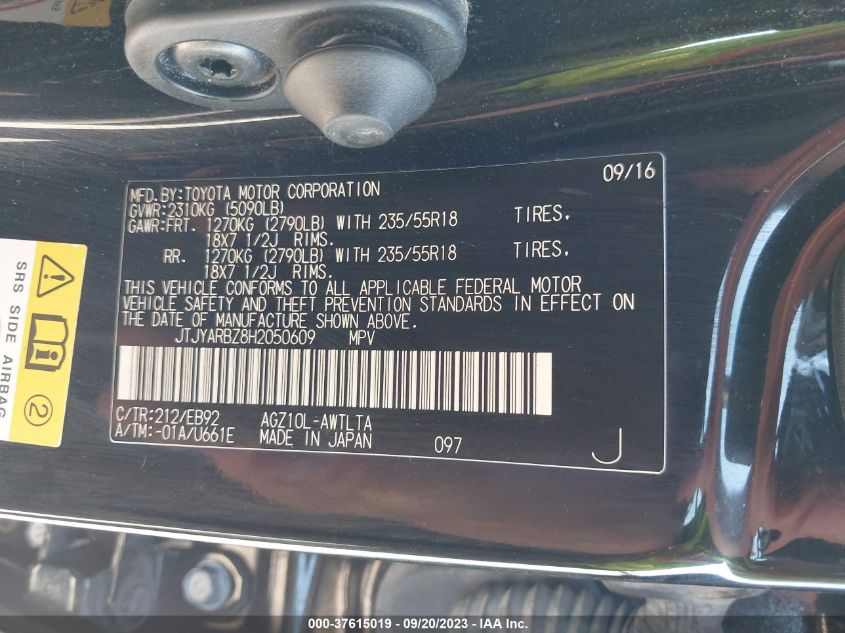 09/16
MFD.BY:TOYOTA MOTOR CORPORATION
GVWR:2310KG (5090LB)
GAWR:FRT. 1270KG (2790LB) WITH 235/55R18 TIRES,
18X7 1/2J RIMS.
RR. 1270KG (2790LB) WITH 235/55R18 TIRES,
18X7 1/2J RIMS.
THIS VEHICLE CONFORMS TO ALL APPLICABLE FEDERAL MOTOR
VEHICLE SAFETY AND THEFT PREVENTION STANDARDS IN EFFECT ON
THE DATE OF MANUFACTURE SHOWN ABOVE.
JTJYARBZ8H2050609 MPV
C/TR:212/EB92 AGZ10L-AWTLTA
A/TM:-01A/U661E MADE IN JAPAN 097 J
SRS SIDE AIRBAG
2
000-37615019 - 09/20/2023 - IAA Inc.